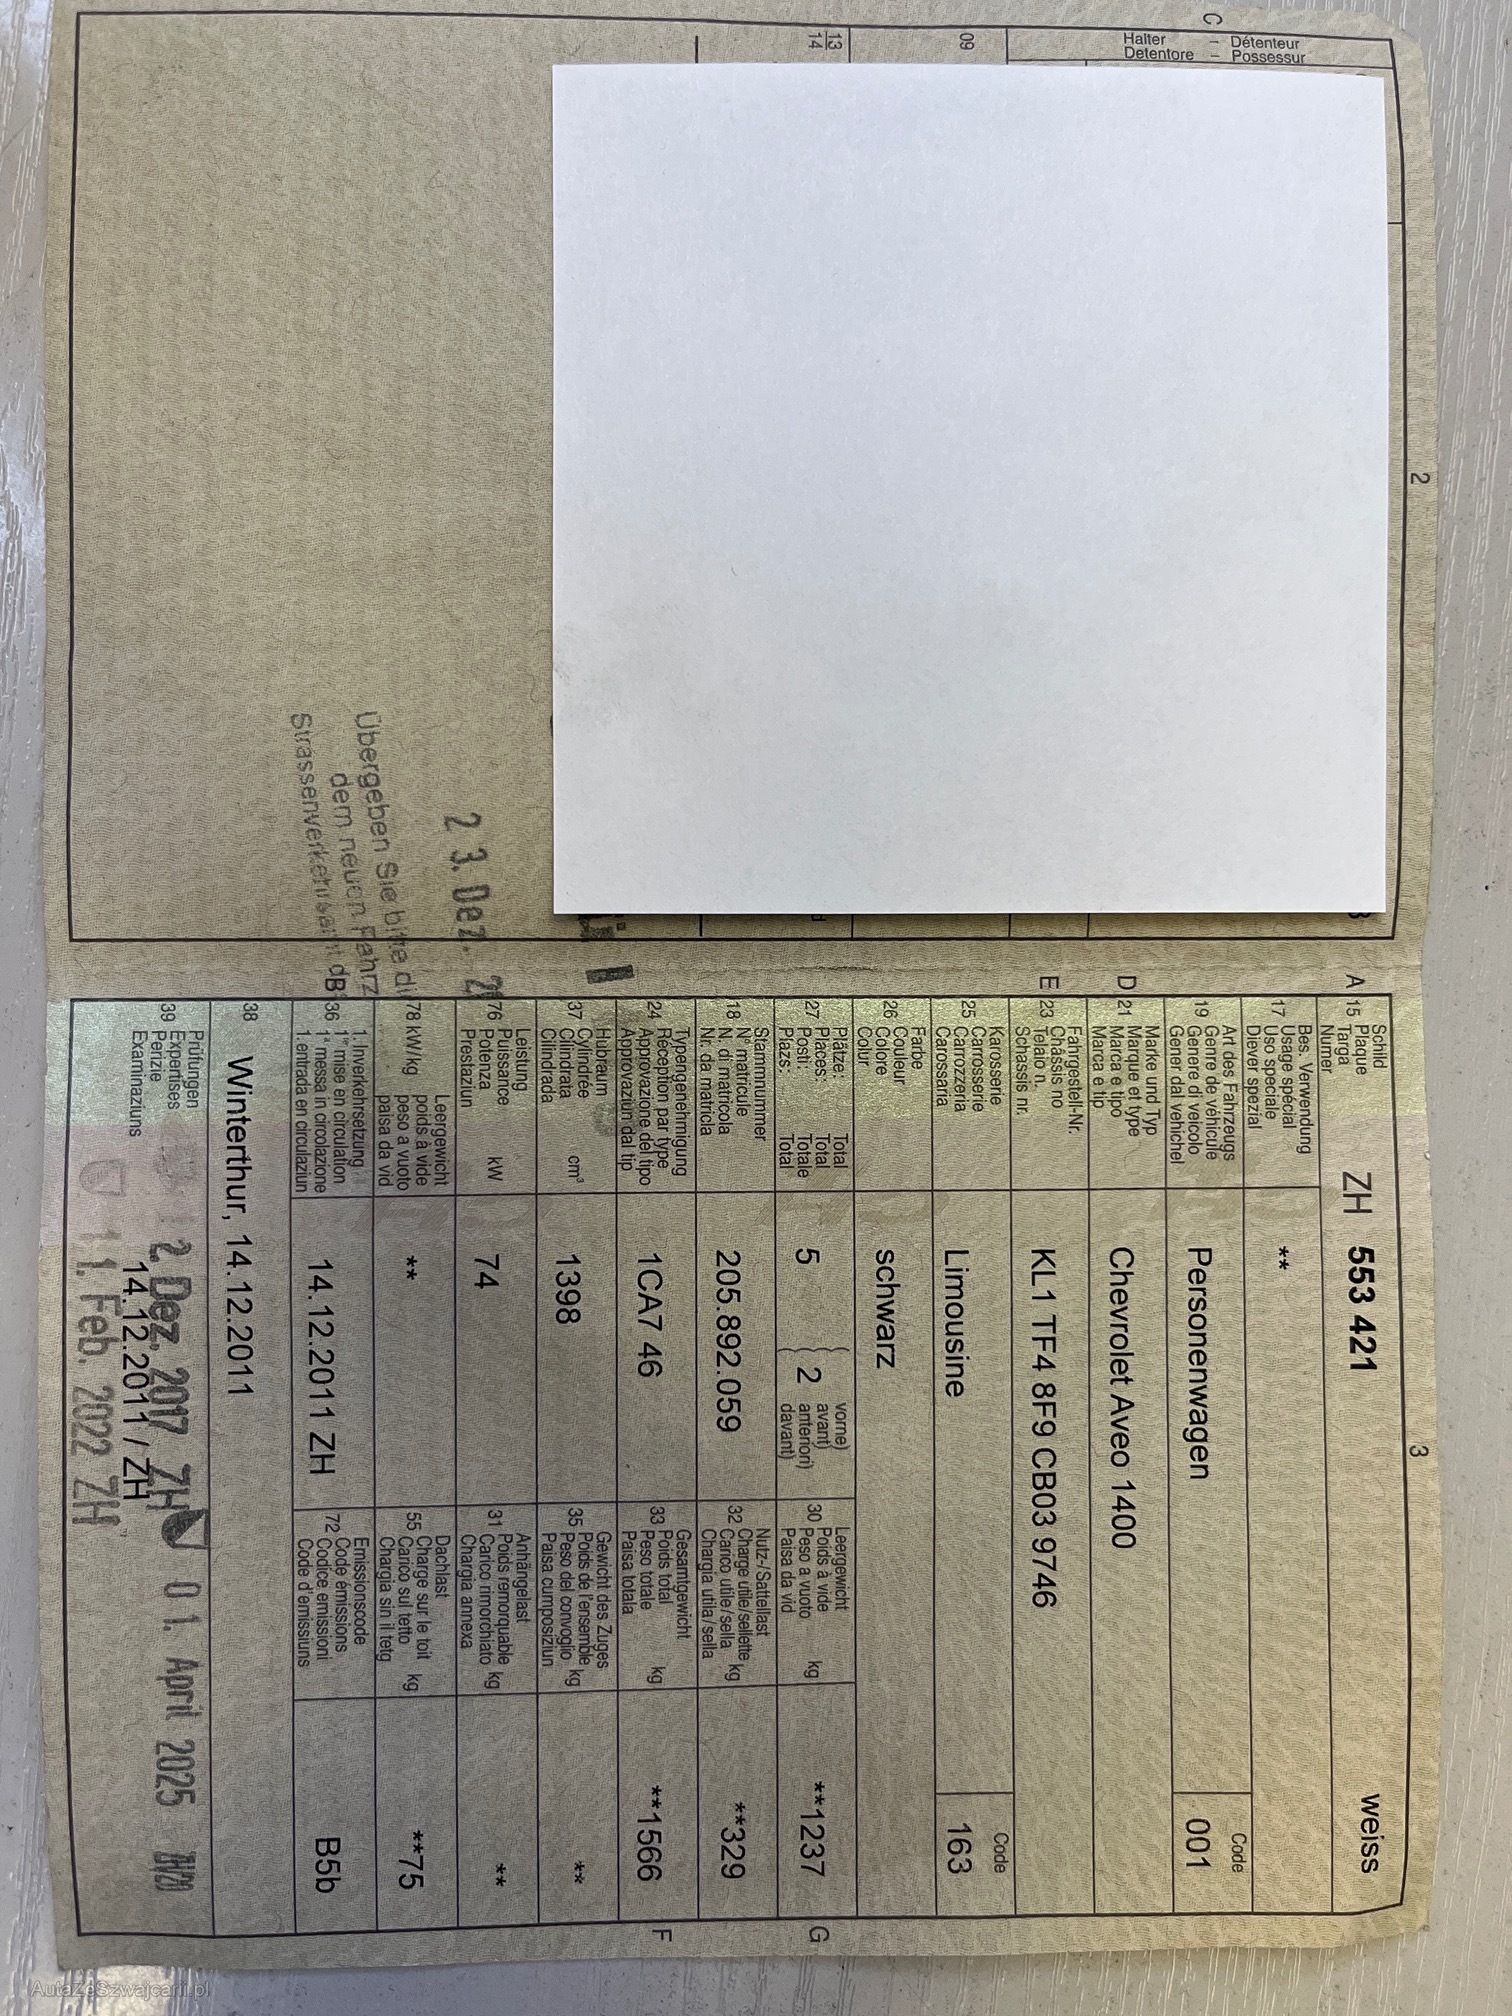 2
C
Halter – Détenteur
Detentore – Possessur
09
13
14
23. Dez. 2
Übergeben Sie bitte di
dem neuen Fahrz
Strassenverkehrsamt
3
A 15 Schild
Plaque
Targa
Numer
ZH 553 421
weiss
17 Bes. Verwendung
Usage spécial
Uso speciale
Diever spezial
**
19 Art des Fahrzeugs
Genre de véhicule
Genere di veicolo
Gener dal vehichel
Personenwagen
Code
001
D 21 Marke und Typ
Marque et type
Marca e tipo
Marca e tip
Chevrolet Aveo 1400
E 23 Fahrgestell-Nr.
Châssis no
Telaio n.
Schassis nr.
KL1 TF4 8F9 CB03 9746
25 Karosserie
Carrosserie
Carrozzeria
Carossaria
Limousine
Code
163
26 Farbe
Couleur
Colore
Colur
schwarz
27 Plätze: Total
Places: Total
Posti: Totale
Plazs: Total
5
2
vorne)
avant)
anteriori)
davant)
30 Leergewicht
Poids à vide
Peso a vuoto
Paisa da vid
kg
**1237
G
18 Stammnummer
N° matricule
N. di matricola
Nr. da matricla
205.892.059
32 Nutz-/Sattellast
Charge utile/sellette
Carico utile/sella
Chargia utila/sella
kg
**329
24 Typengenehmigung
Réception par type
Approvazione del tipo
Approvaziun dal tip
1CA7 46
33 Gesamtgewicht
Poids total
Peso totale
Paisa totala
kg
**1566
F
37 Hubraum
Cylindrée
Cilindrata
Cilindrada
cm³
1398
35 Gewicht des Zuges
Poids de l'ensemble
Peso del convoglio
Paisa cumposiziun
kg
**
76 Leistung
Puissance
Potenza
Prestaziun
kW
74
31 Anhängelast
Poids remorquable
Carico rimorchiato
Chargia annexa
kg
**
78 kW/kg
Leergewicht
poids à vide
peso a vuoto
paisa da vid
**
55 Dachlast
Charge sur le toit
Carico sul tetto
Chargia sin il tetg
kg
**75
dB
36 1. Inverkehrsetzung
1re mise en circulation
1a messa in circolazione
1. entrada en circulaziun
14.12.2011 ZH
72 Emissionscode
Code émissions
Codice emissioni
Code d'emissiuns
B5b
38
Winterthur, 14.12.2011
39 Prüfungen
Expertises
Perizie
Examinaziuns
2. Dez. 2017 ZH
01. April 2025
14.12.2011 / ZH
11. Feb. 2022 ZH
AutaZeSzwajcarii.pl